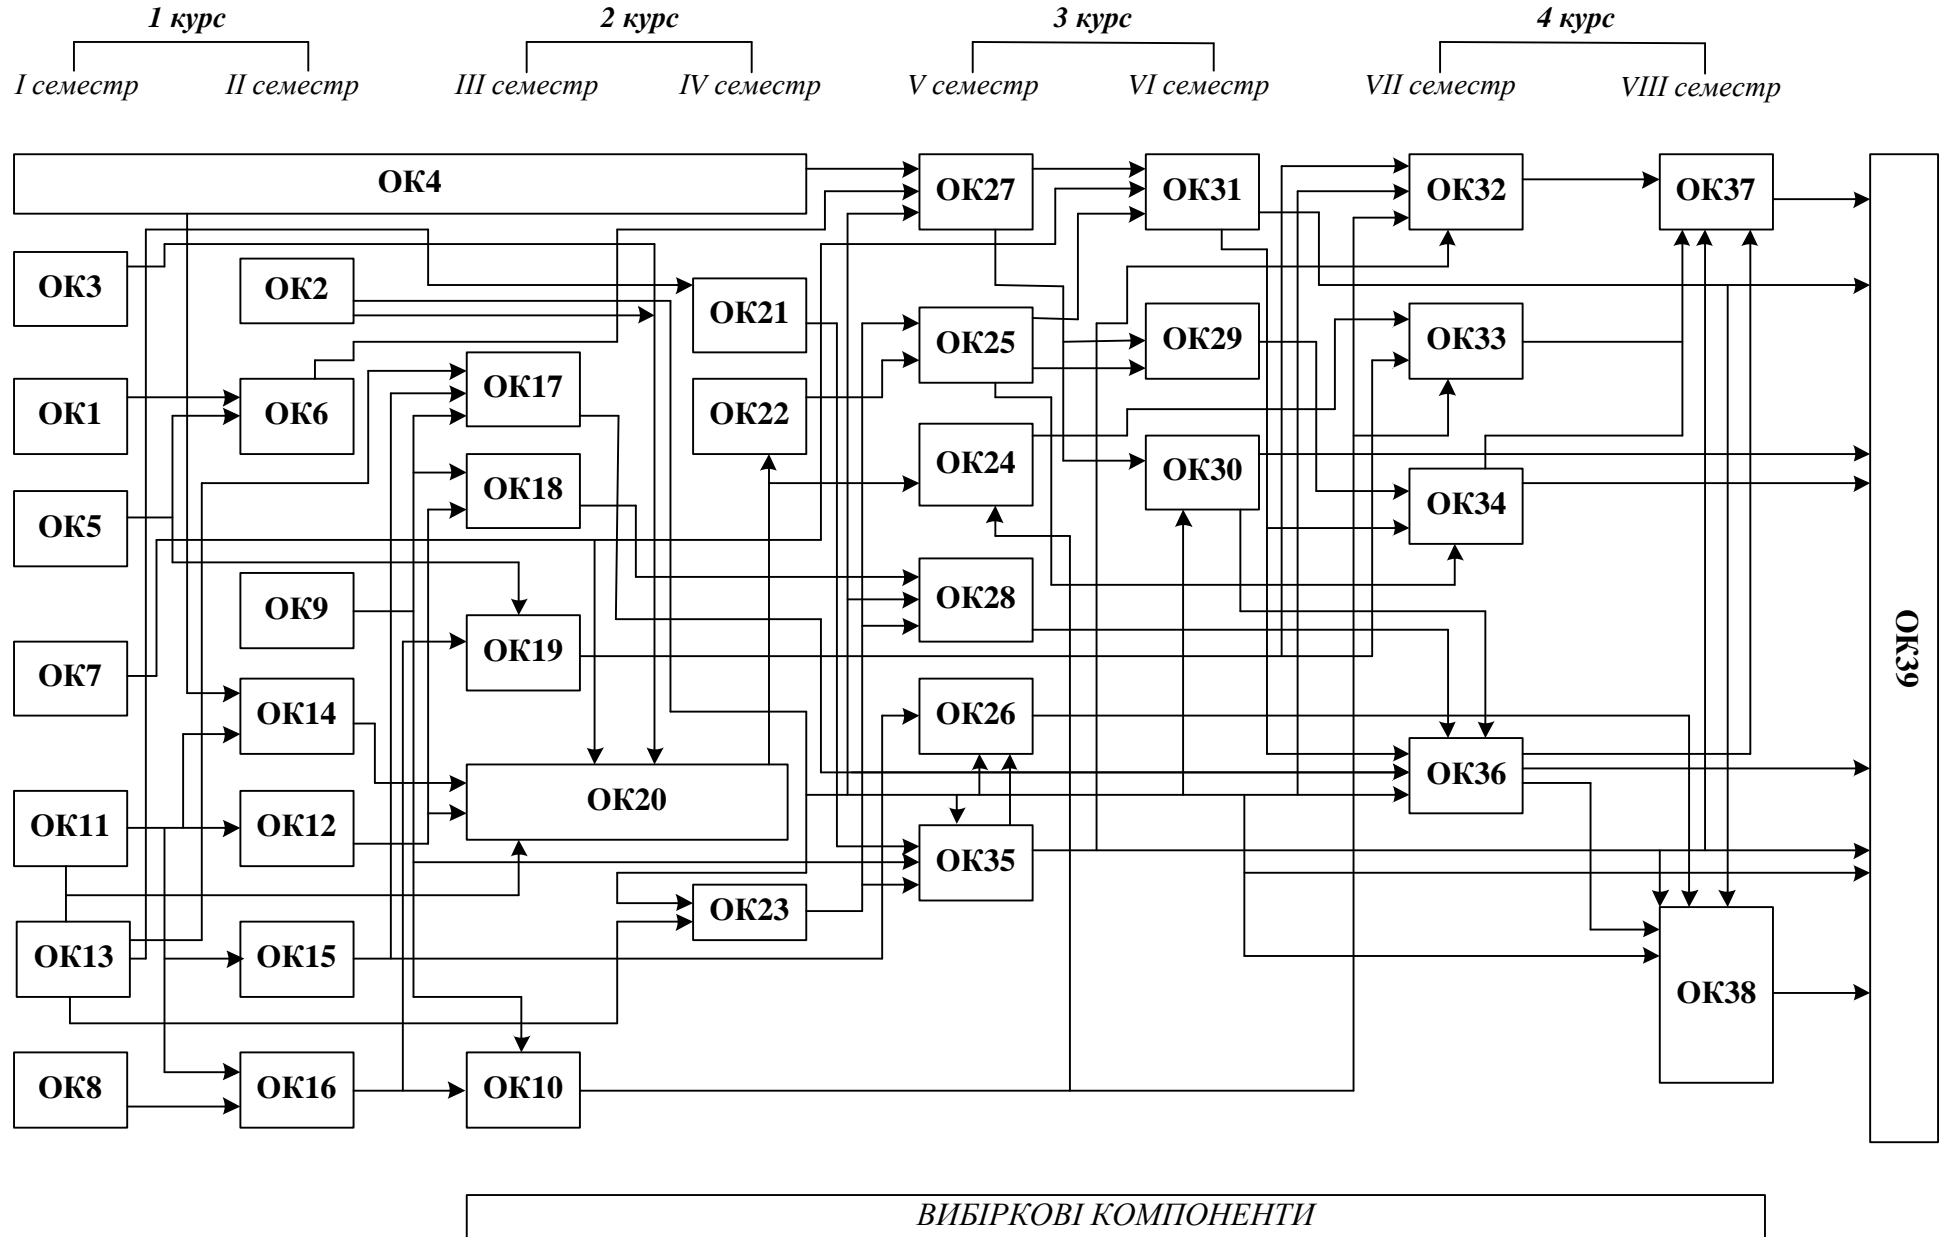 1 курс 2 курс 3 курс 4 курс
I семестр II семестр III семестр IV семестр V семестр VI семестр VII семестр VIII семестр
ОК4 ОК27 ОК31 ОК32 ОК37
ОК3 ОК2 ОК21
ОК25 ОК29 ОК33
ОК17
ОК1 ОК6 ОК22
ОК24 ОК30
ОК18 ОК34
ОК5
ОК9 ОК28
ОК19 ОК39
ОК7
ОК14 ОК26
ОК36
ОК20
ОК11 ОК12
ОК35
ОК23
ОК13 ОК15
ОК38
ОК8 ОК16 ОК10
ВИБІРКОВІ КОМПОНЕНТИ